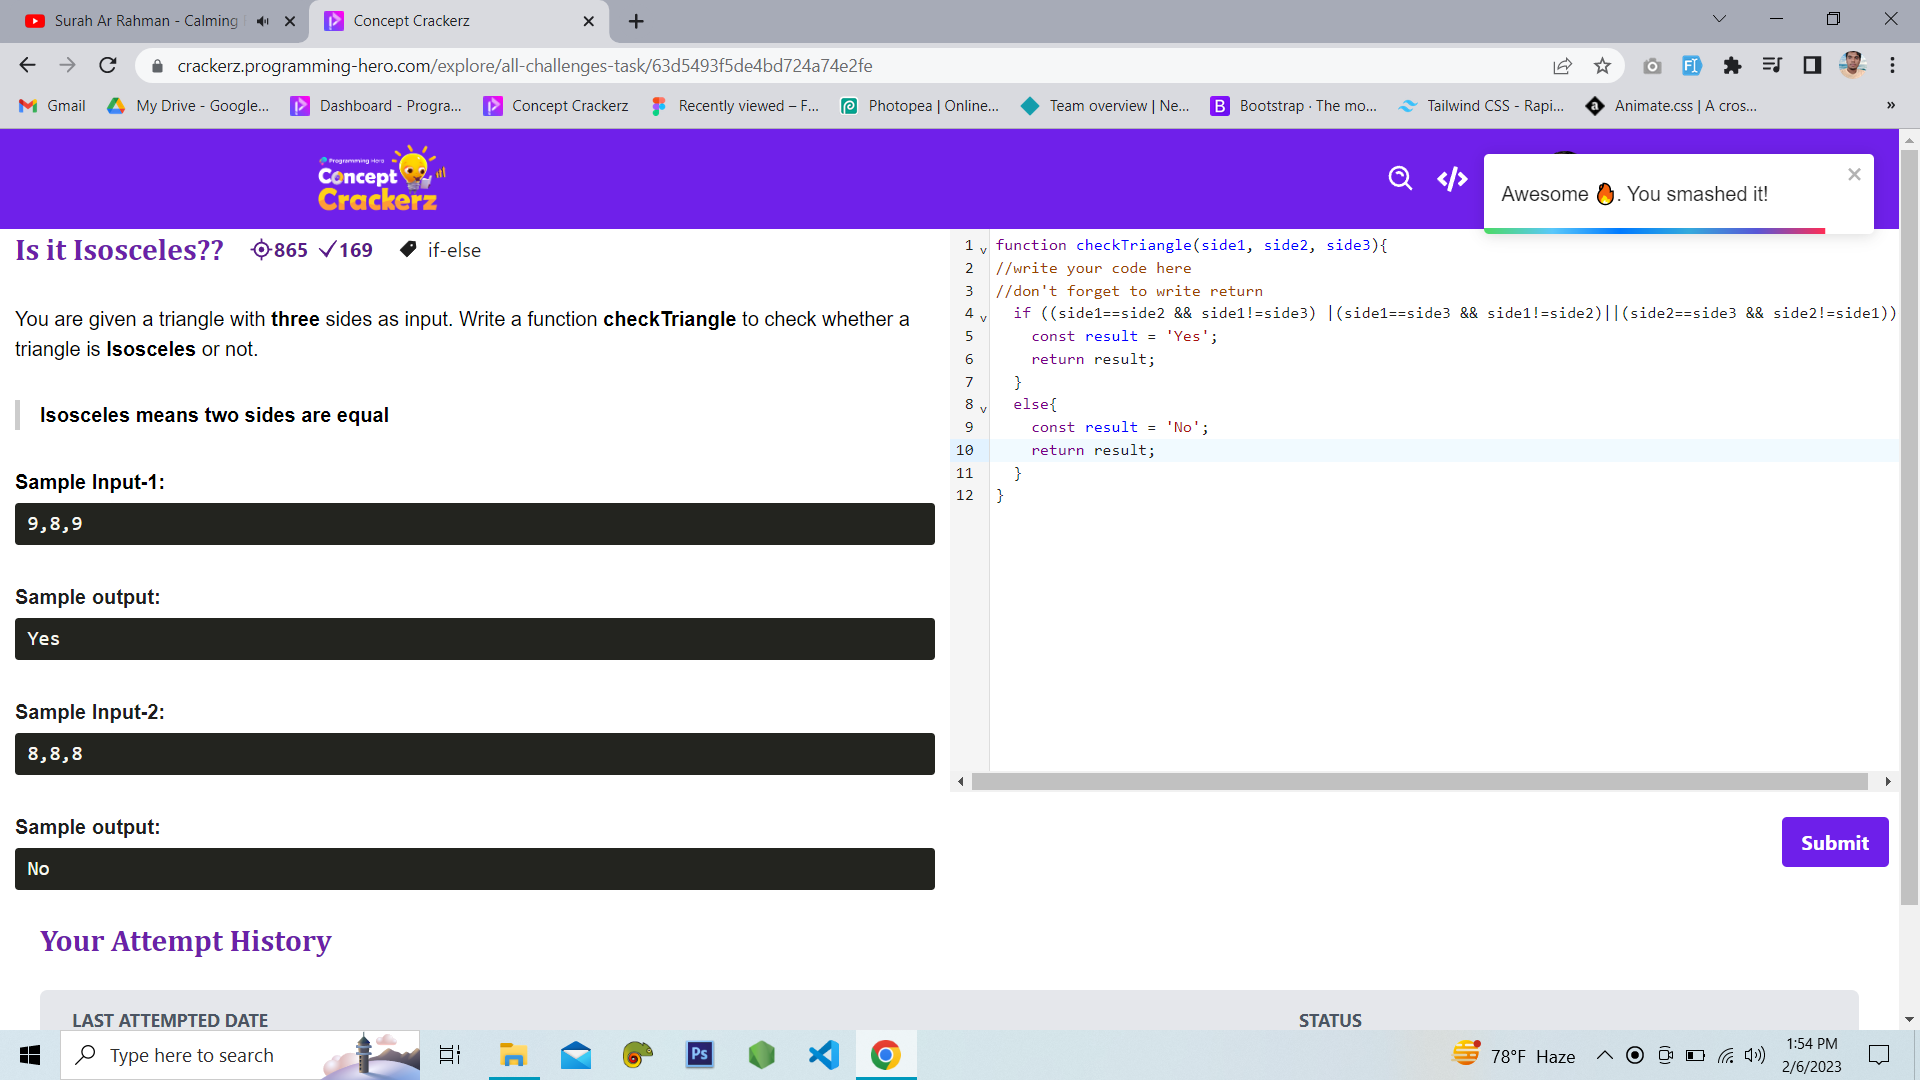 Surah Ar Rahman - Calming
Concept Crackerz
crackerz.programming-hero.com/explore/all-challenges-task/63d5493f5de4bd724a74e2fe
Gmail
My Drive - Google...
Dashboard - Progra...
Concept Crackerz
Recently viewed – F...
Photopea | Online...
Team overview | Ne...
B
Bootstrap · The mo...
Tailwind CSS - Rapi...
Animate.css | A cros...
»
Programming Hero
Concept
Crackerz
Awesome 🔥. You smashed it!
Is it Isosceles?? 865 ✓169 if-else
You are given a triangle with three sides as input. Write a function checkTriangle to check whether a
triangle is Isosceles or not.
Isosceles means two sides are equal
Sample Input-1:
9,8,9
Sample output:
Yes
Sample Input-2:
8,8,8
Sample output:
No
1 function checkTriangle(side1, side2, side3){
2 //write your code here
3 //don't forget to write return
4 if ((side1==side2 && side1!=side3) |(side1==side3 && side1!=side2)||(side2==side3 && side2!=side1))
5 const result = 'Yes';
6 return result;
7 }
8 else{
9 const result = 'No';
10 return result;
11 }
12 }
Submit
Your Attempt History
LAST ATTEMPTED DATE STATUS
Type here to search
Ps
78°F Haze
1:54 PM
2/6/2023